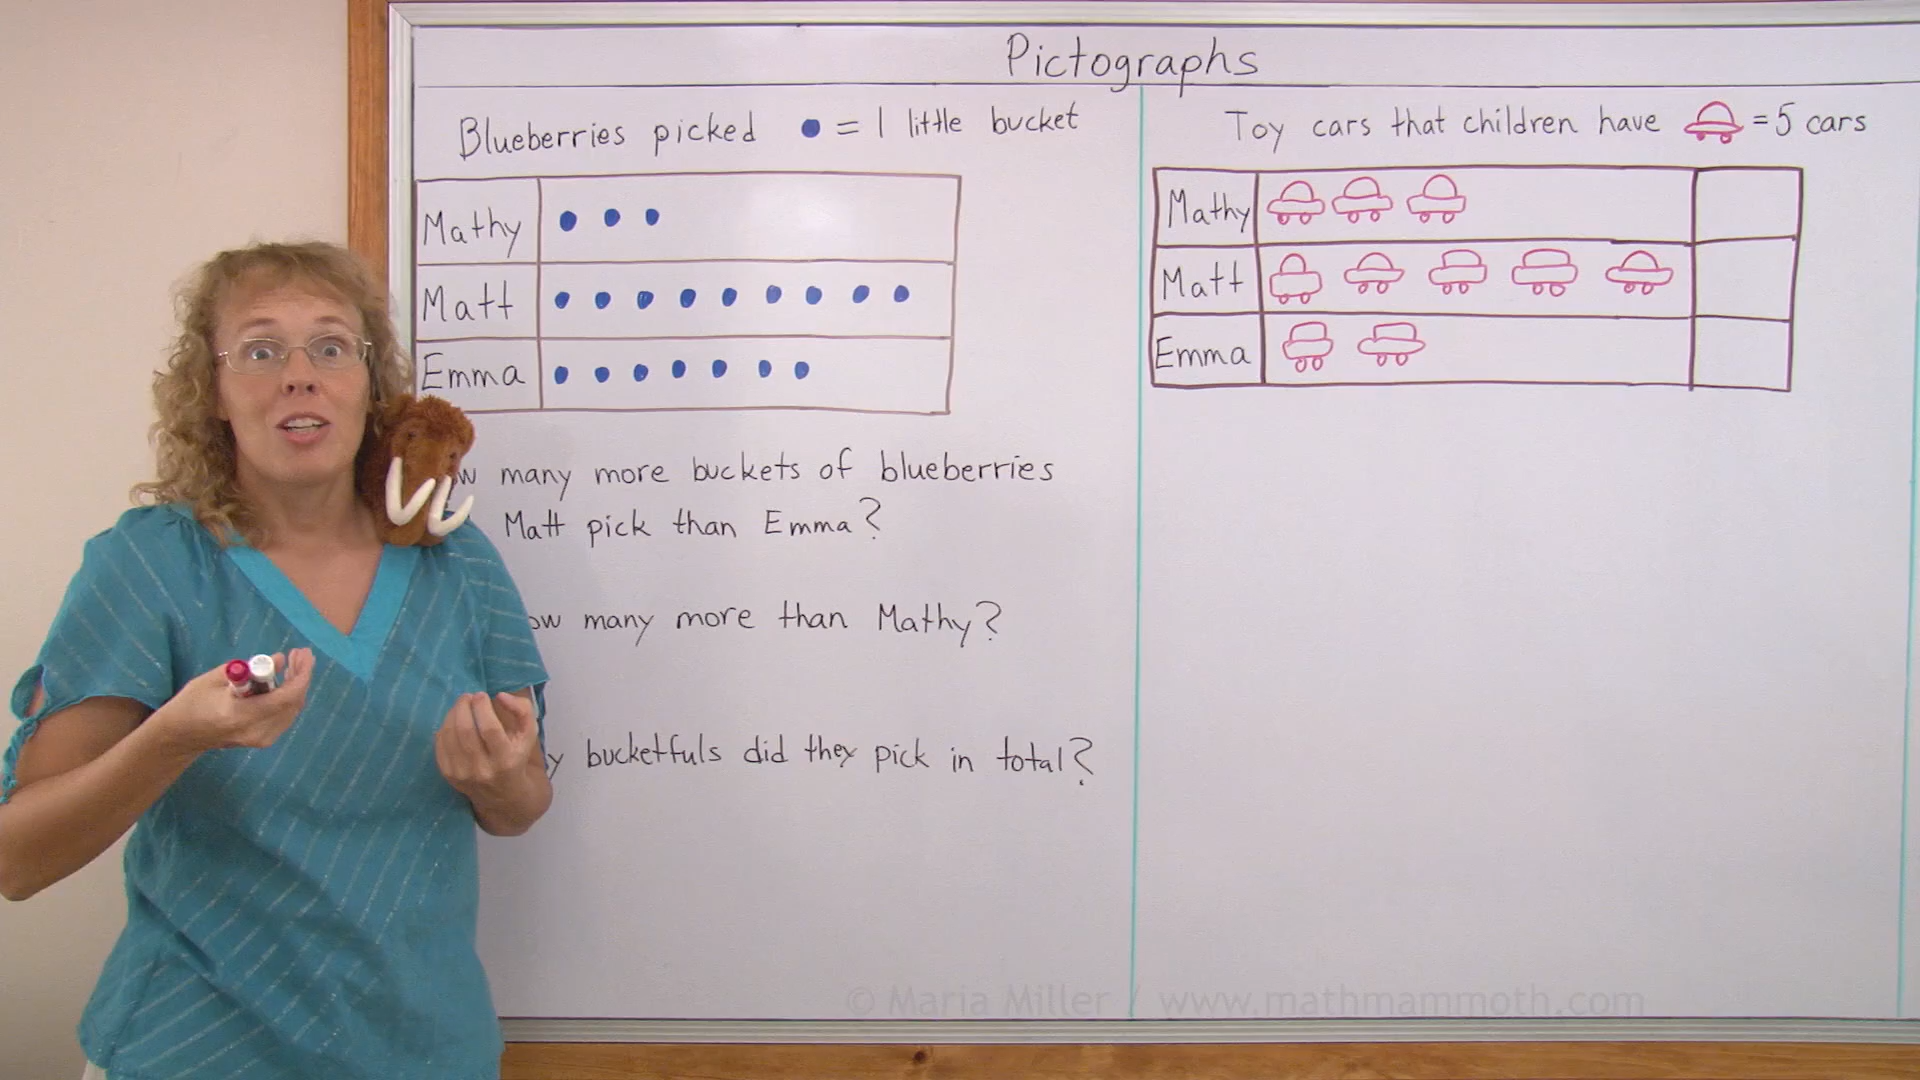 Pictographs
Blueberries picked = 1 little bucket
Mathy
Matt
Emma
many more buckets of blueberries
Matt pick than Emma?
many more than Mathy?
bucketfuls did they pick in total?
Toy cars that children have = 5 cars
Mathy
Matt
Emma
© Maria Miller / www.mathmammoth.com